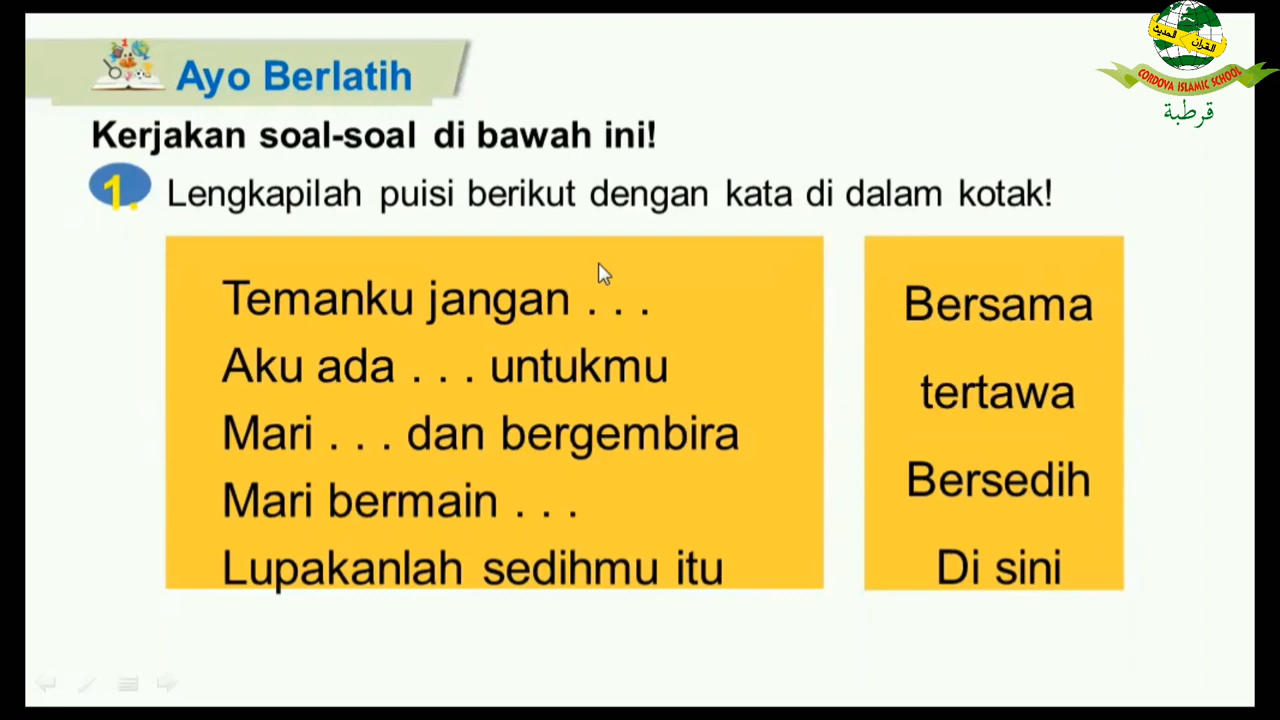 القرآن الحديث
CORDOVA ISLAMIC SCHOOL
قرطبة
Ayo Berlatih
Kerjakan soal-soal di bawah ini!
1. Lengkapilah puisi berikut dengan kata di dalam kotak!
Temanku jangan . . .
Aku ada . . . untukmu
Mari . . . dan bergembira
Mari bermain . . .
Lupakanlah sedihmu itu
Bersama
tertawa
Bersedih
Di sini